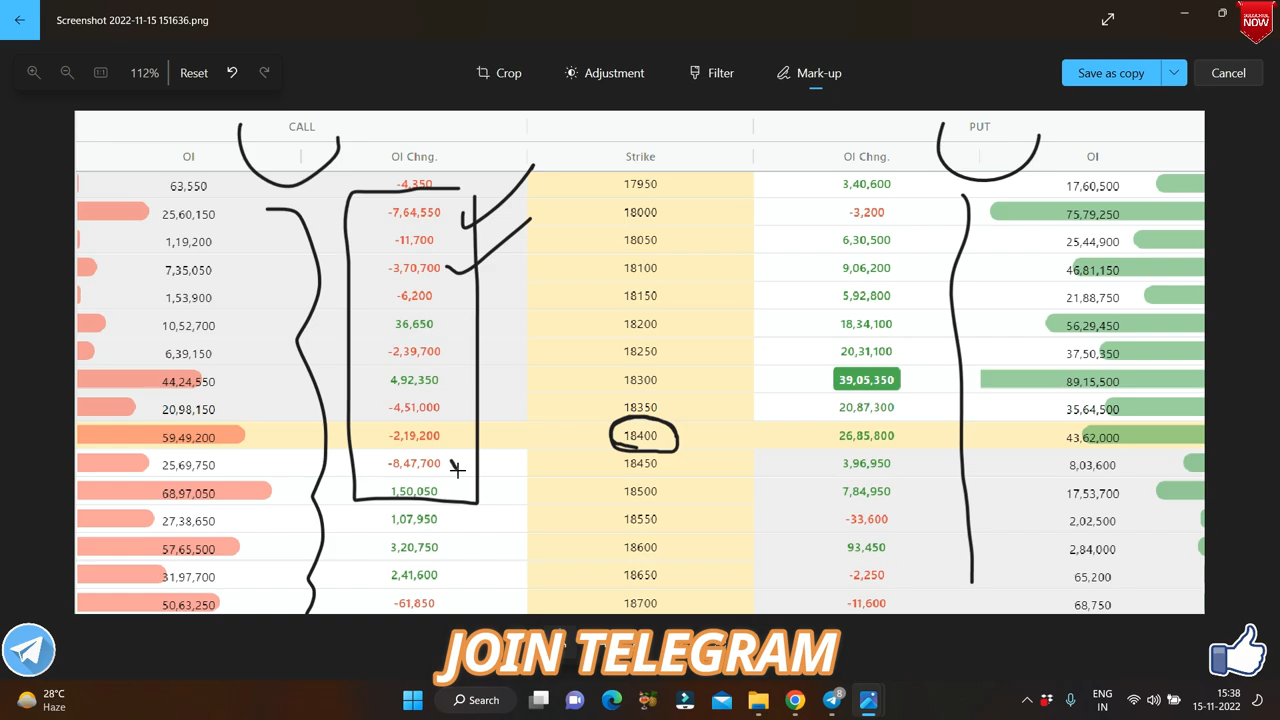 Screenshot 2022-11-15 151636.png
SUBSCRIBE
NOW
112% Reset Crop Adjustment Filter Mark-up Save as copy Cancel
CALL PUT
OI OI Chng. Strike OI Chng. OI
63,550 -4,350 17950 3,40,600 17,60,500
25,60,150 -7,64,550 18000 -3,200 75,79,250
1,19,200 -11,700 18050 6,30,500 25,44,900
7,35,050 -3,70,700 18100 9,06,200 46,81,150
1,53,900 -6,200 18150 5,92,800 21,88,750
10,52,700 36,650 18200 18,34,100 56,29,450
6,39,150 -2,39,700 18250 20,31,100 37,50,350
44,24,550 4,92,350 18300 39,05,350 89,15,500
20,98,150 -4,51,000 18350 20,87,300 35,64,500
59,49,200 -2,19,200 18400 26,85,800 43,62,000
25,69,750 -8,47,700 18450 3,96,950 8,03,600
68,97,050 1,50,050 18500 7,84,950 17,53,700
27,38,650 1,07,950 18550 -33,600 2,02,500
57,65,500 3,20,750 18600 93,450 2,84,000
31,97,700 2,41,600 18650 -2,250 65,200
50,63,250 -61,850 18700 -11,600 68,750
JOIN TELEGRAM
28°C
Haze
Search
8
ENG
IN
15:38
15-11-2022